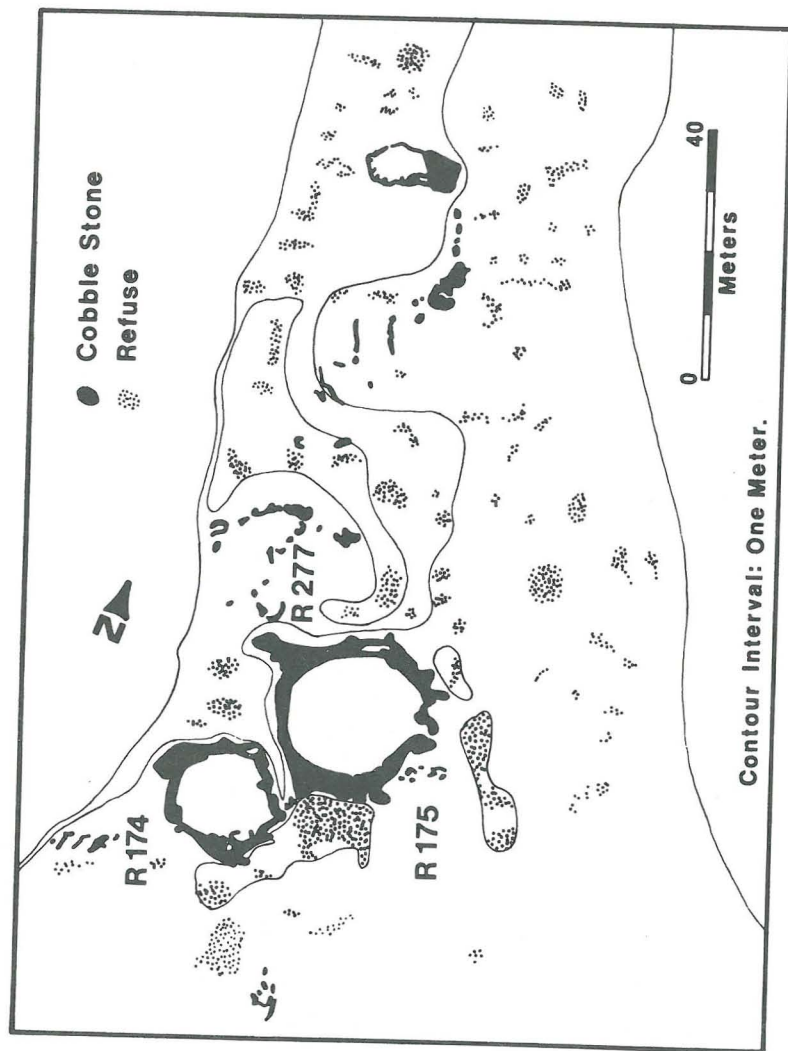 Cobble Stone
Refuse
N
R 277
R 174
R 175
0 40
Meters
Contour Interval: One Meter.